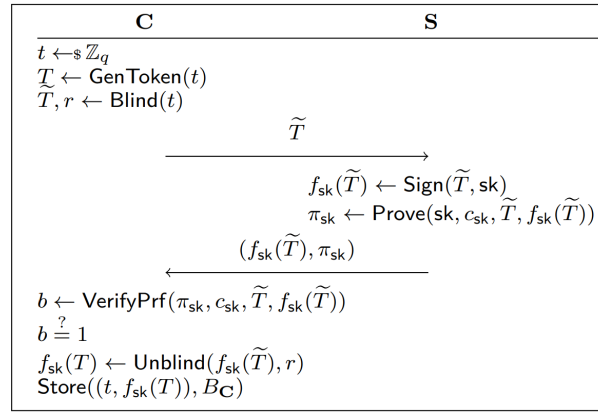 C S
t ←$ ℤ_q
T ← GenToken(t)
T̃, r ← Blind(t)
T̃
f_sk(T̃) ← Sign(T̃, sk)
π_sk ← Prove(sk, c_sk, T̃, f_sk(T̃))
(f_sk(T̃), π_sk)
b ← VerifyPrf(π_sk, c_sk, T̃, f_sk(T̃))
b ≟ 1
f_sk(T) ← Unblind(f_sk(T̃), r)
Store((t, f_sk(T)), B_C)